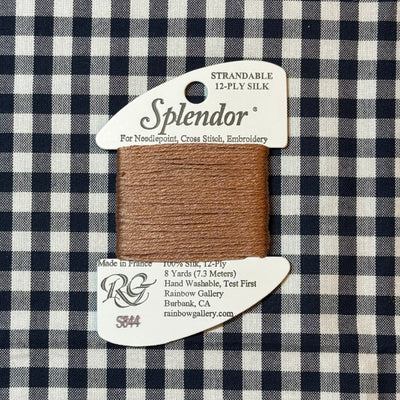 STRANDABLE
12-PLY SILK
Splendor ®
For Needlepoint, Cross Stitch, Embroidery
Made in France
100% Silk, 12-Ply
8 Yards (7.3 Meters)
Hand Washable, Test First
Rainbow Gallery
Burbank, CA
rainbowgallery.com
RG
S844